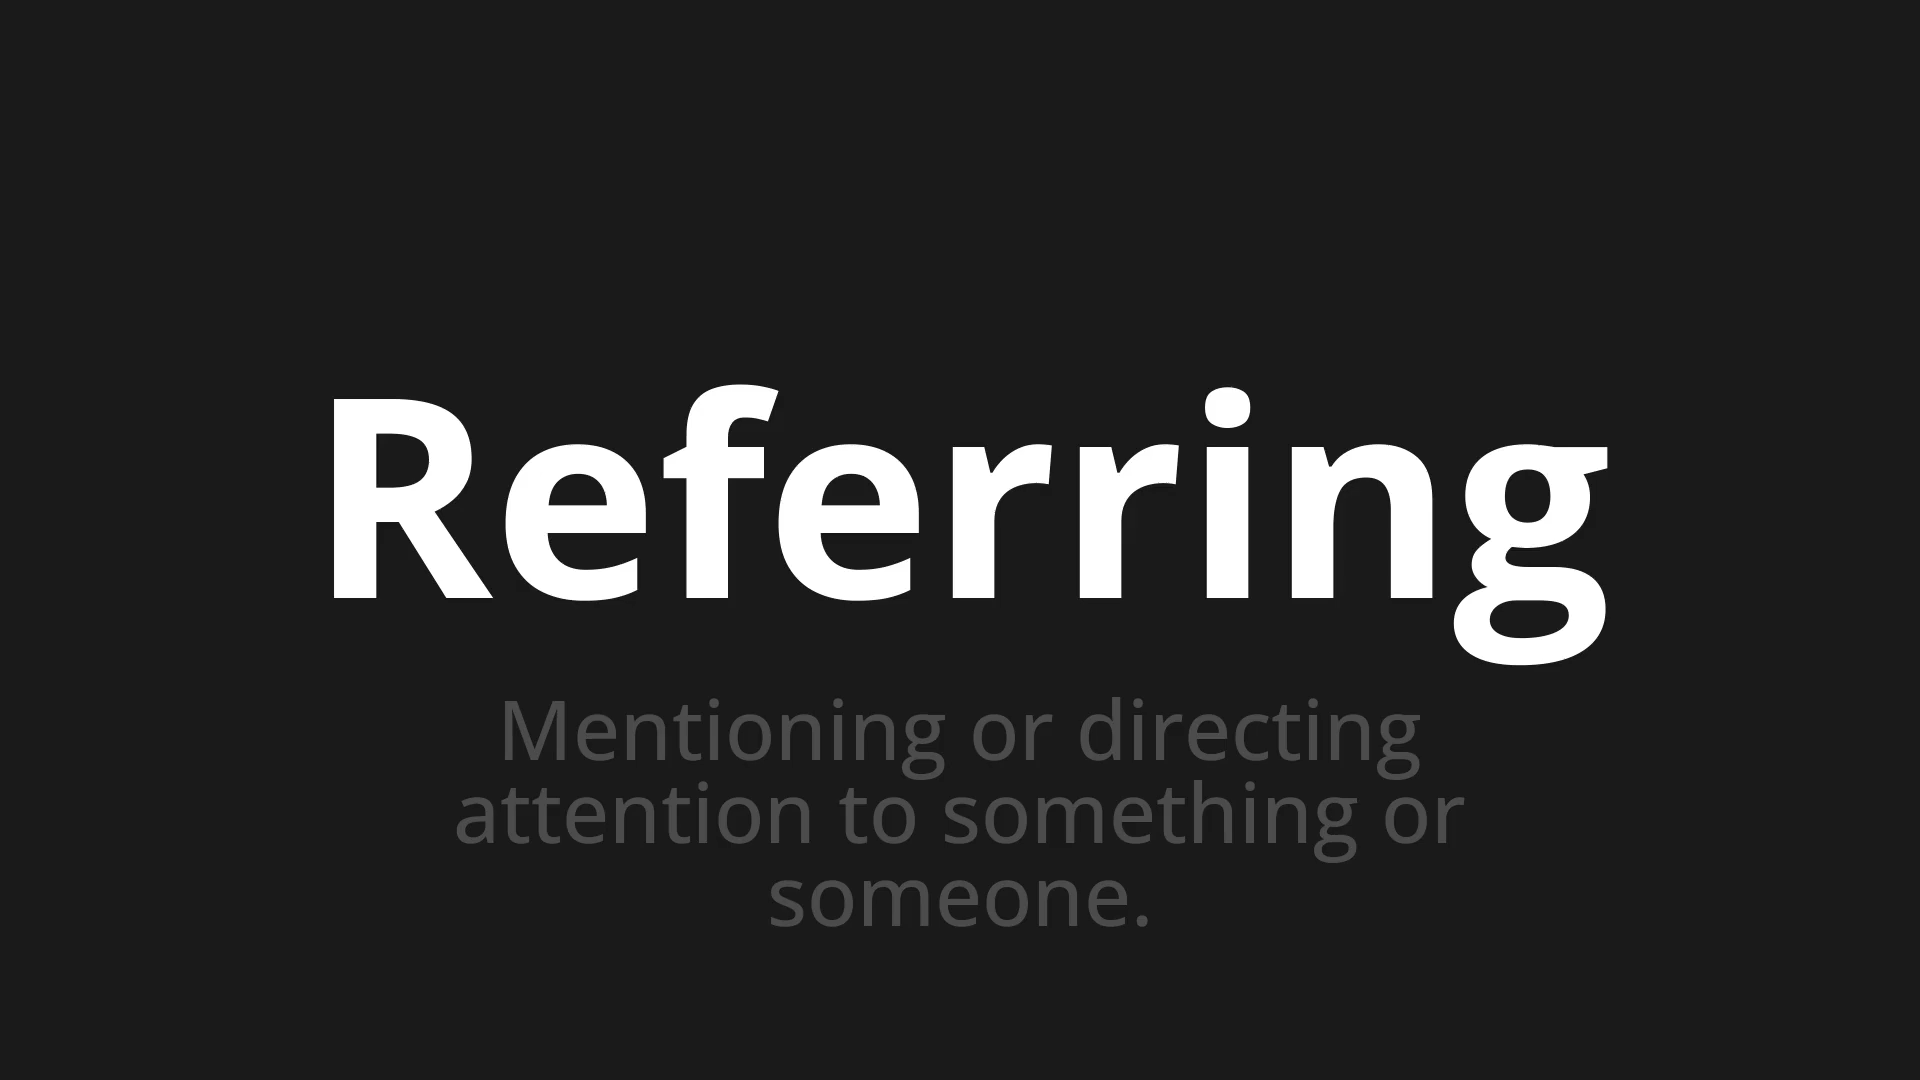 Referring
Mentioning or directing
attention to something or
someone.